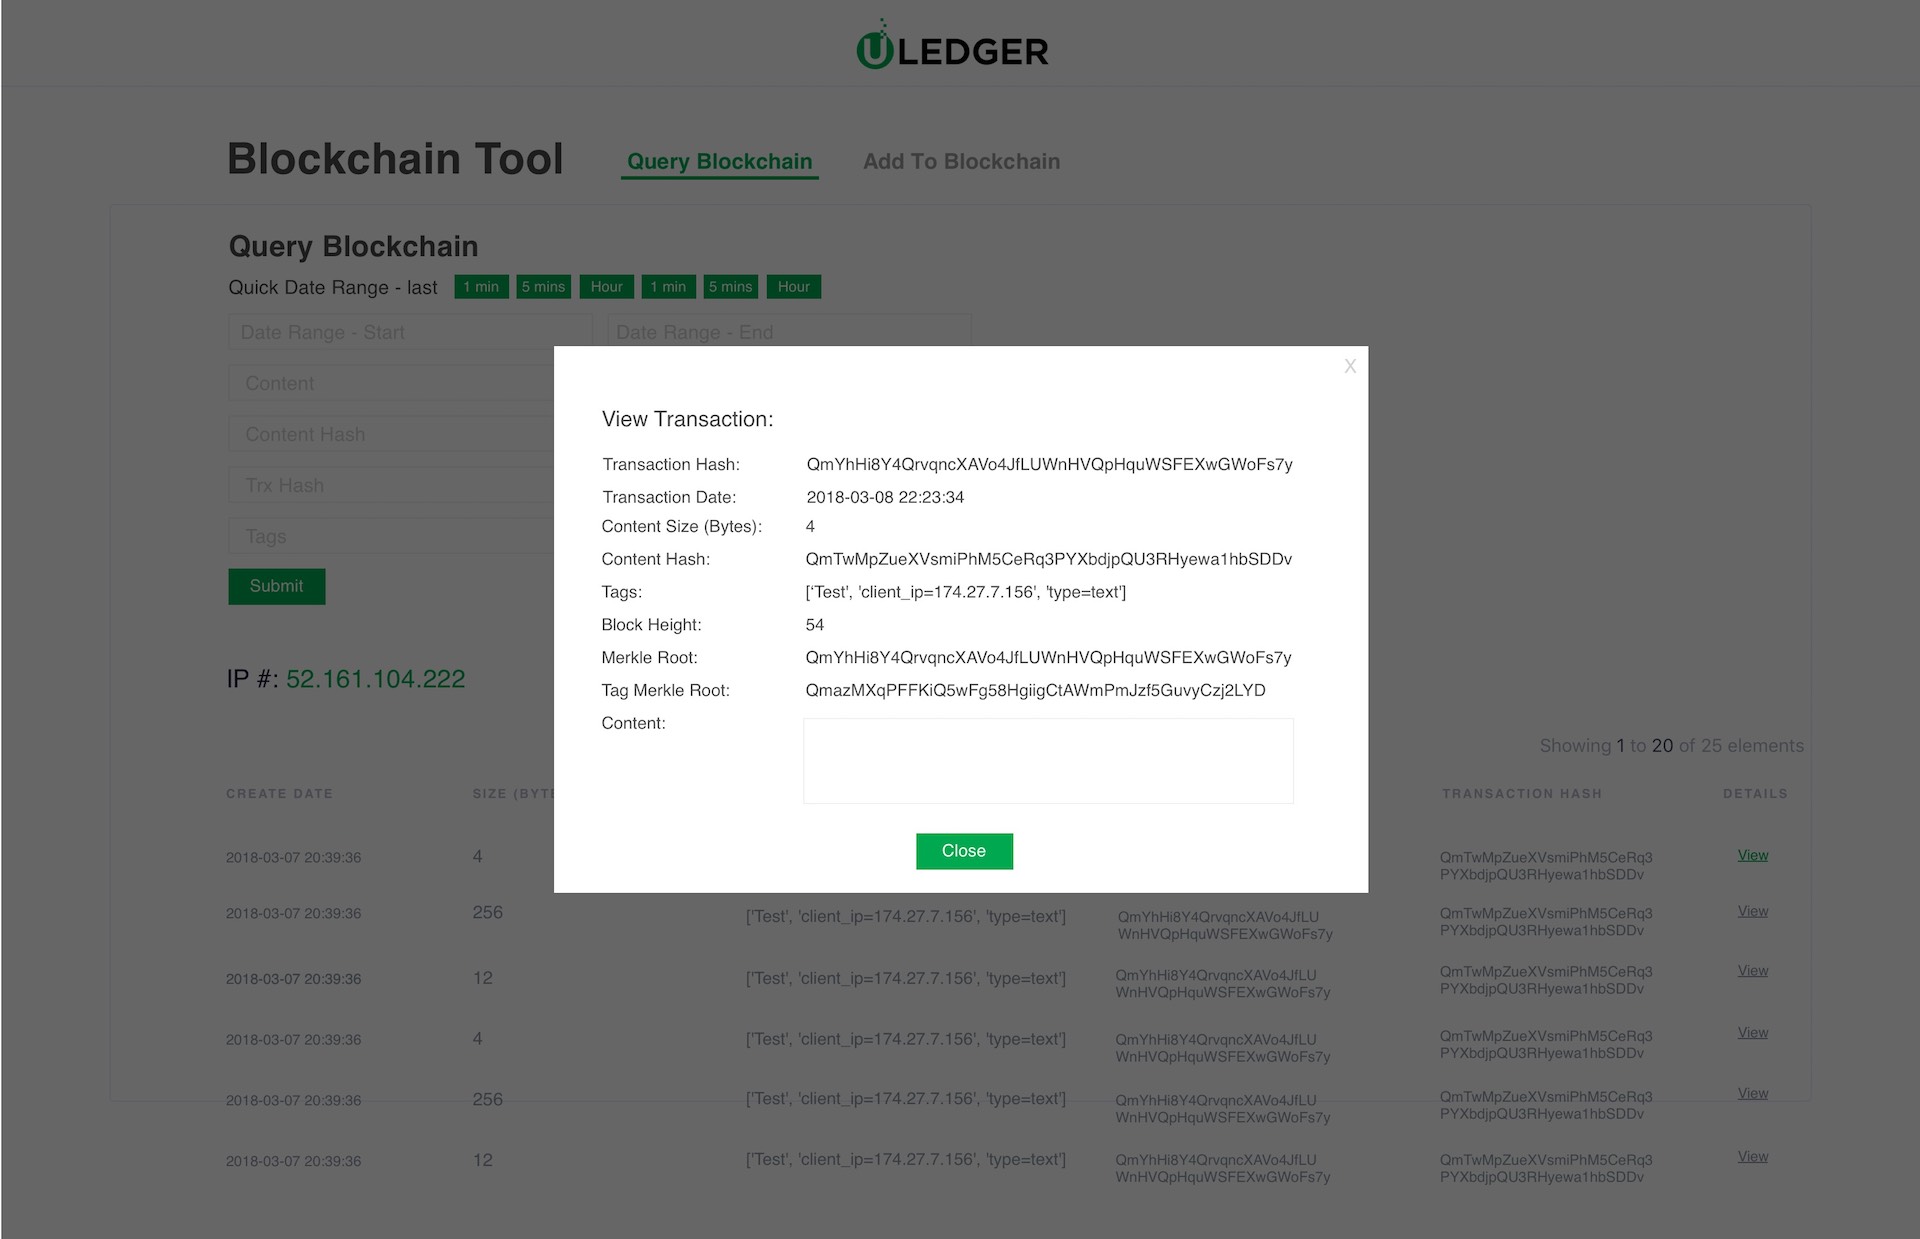 ULEDGER
Blockchain Tool Query Blockchain Add To Blockchain
Query Blockchain
Quick Date Range - last 1 min 5 mins Hour 1 min 5 mins Hour
Date Range - Start Date Range - End
Content
Content Hash
Trx Hash
Tags
Submit
IP #: 52.161.104.222
X
View Transaction:
Transaction Hash: QmYhHi8Y4QrvqncXAVo4JfLUWnHVQpHquWSFEXwGWoFs7y
Transaction Date: 2018-03-08 22:23:34
Content Size (Bytes): 4
Content Hash: QmTwMpZueXVsmiPhM5CeRq3PYXbdjpQU3RHyewa1hbSDDv
Tags: ['Test', 'client_ip=174.27.7.156', 'type=text']
Block Height: 54
Merkle Root: QmYhHi8Y4QrvqncXAVo4JfLUWnHVQpHquWSFEXwGWoFs7y
Tag Merkle Root: QmazMXqPFFKiQ5wFg58HgiigCtAWmPmJzf5GuvyCzj2LYD
Content:
Close
Showing 1 to 20 of 25 elements
CREATE DATE SIZE (BYTE TRANSACTION HASH DETAILS
2018-03-07 20:39:36 4 QmTwMpZueXVsmiPhM5CeRq3 View
PYXbdjpQU3RHyewa1hbSDDv
2018-03-07 20:39:36 256 ['Test', 'client_ip=174.27.7.156', 'type=text'] QmYhHi8Y4QrvqncXAVo4JfLU QmTwMpZueXVsmiPhM5CeRq3 View
WnHVQpHquWSFEXwGWoFs7y PYXbdjpQU3RHyewa1hbSDDv
2018-03-07 20:39:36 12 ['Test', 'client_ip=174.27.7.156', 'type=text'] QmYhHi8Y4QrvqncXAVo4JfLU QmTwMpZueXVsmiPhM5CeRq3 View
WnHVQpHquWSFEXwGWoFs7y PYXbdjpQU3RHyewa1hbSDDv
2018-03-07 20:39:36 4 ['Test', 'client_ip=174.27.7.156', 'type=text'] QmYhHi8Y4QrvqncXAVo4JfLU QmTwMpZueXVsmiPhM5CeRq3 View
WnHVQpHquWSFEXwGWoFs7y PYXbdjpQU3RHyewa1hbSDDv
2018-03-07 20:39:36 256 ['Test', 'client_ip=174.27.7.156', 'type=text'] QmYhHi8Y4QrvqncXAVo4JfLU QmTwMpZueXVsmiPhM5CeRq3 View
WnHVQpHquWSFEXwGWoFs7y PYXbdjpQU3RHyewa1hbSDDv
2018-03-07 20:39:36 12 ['Test', 'client_ip=174.27.7.156', 'type=text'] QmYhHi8Y4QrvqncXAVo4JfLU QmTwMpZueXVsmiPhM5CeRq3 View
WnHVQpHquWSFEXwGWoFs7y PYXbdjpQU3RHyewa1hbSDDv